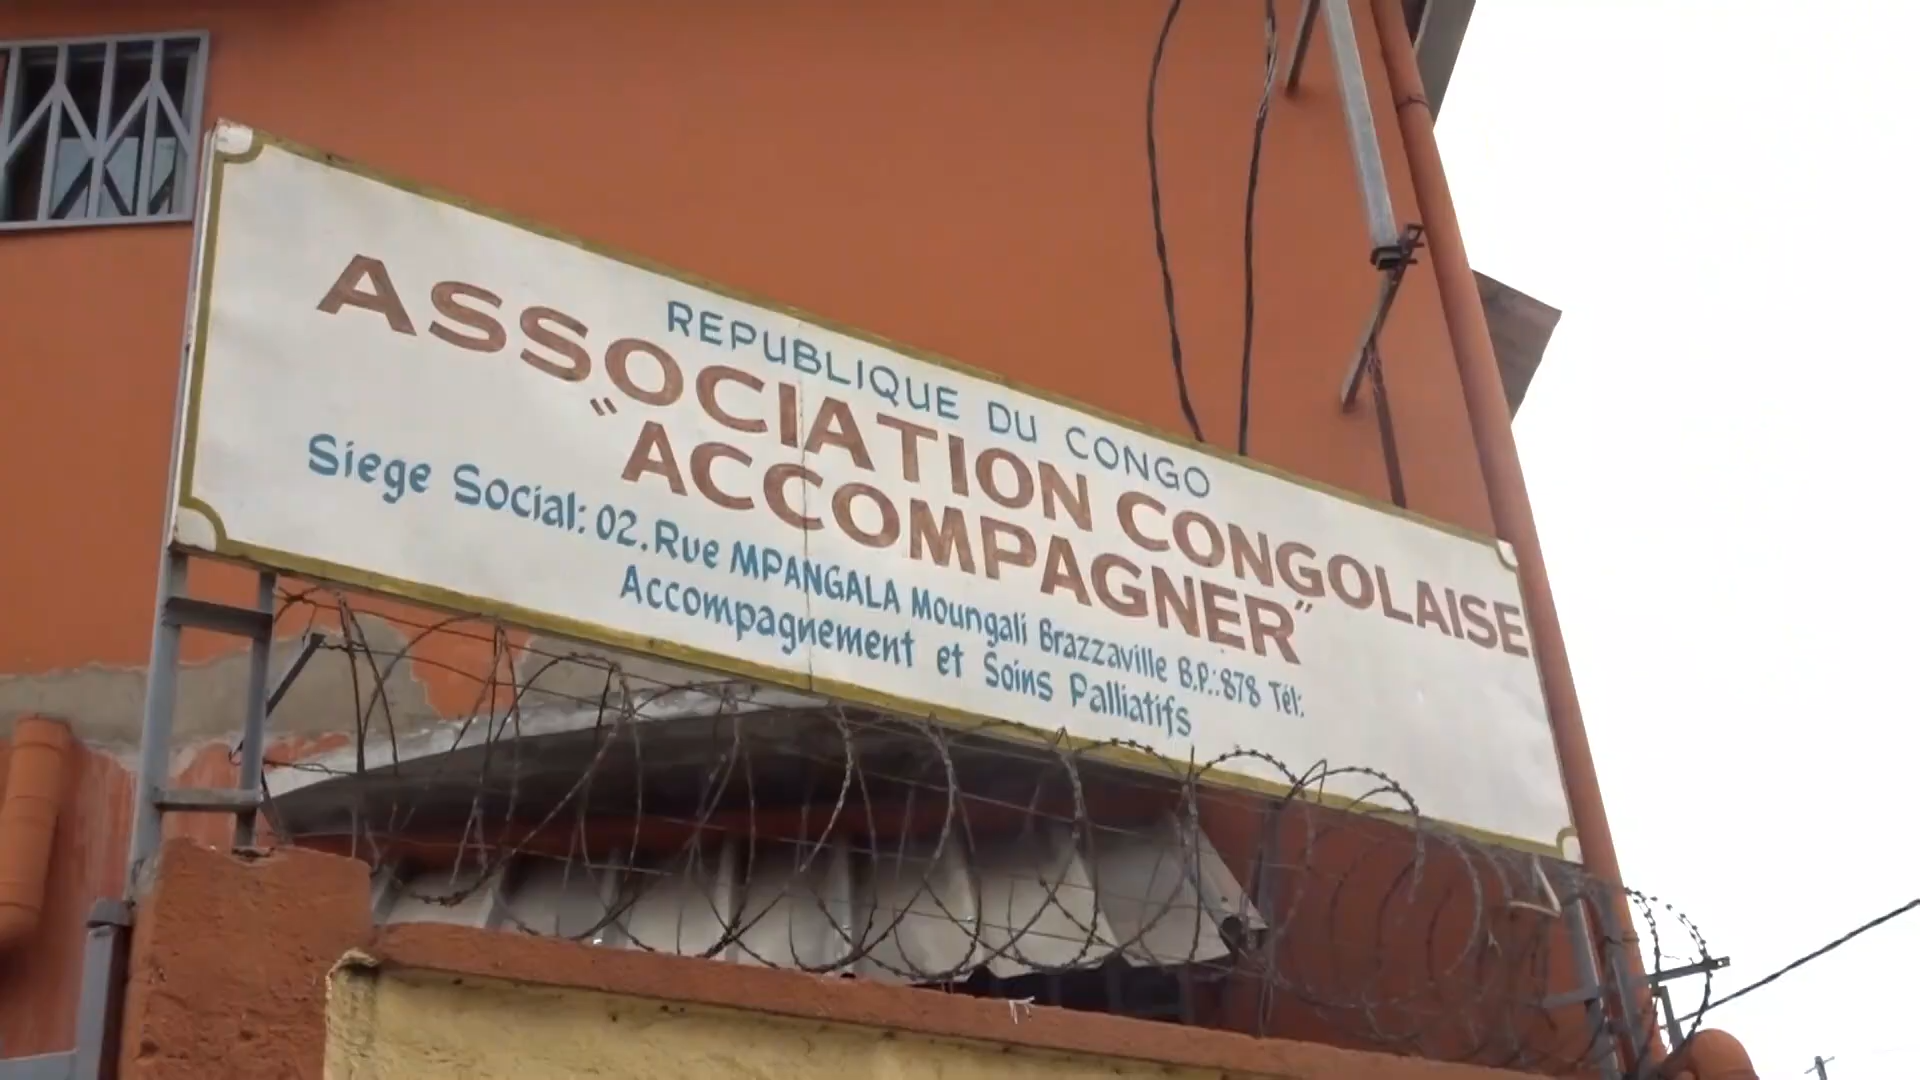 REPUBLIQUE DU CONGO
ASSOCIATION CONGOLAISE
"ACCOMPAGNER"
Siege Social: 02.Rue MPANGALA Moungali Brazzaville B.P.:878 Tél:
Accompagnement et Soins Palliatifs